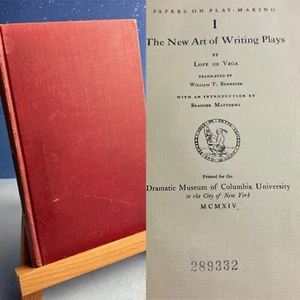 PAPERS ON PLAY-MAKING
I
The New Art of Writing Plays
BY
LOPE DE VEGA
TRANSLATED BY
WILLIAM T. BREWSTER
WITH AN INTRODUCTION BY
BRANDER MATTHEWS
Printed for the
Dramatic Museum of Columbia University
in the City of New York
MCMXIV
289332